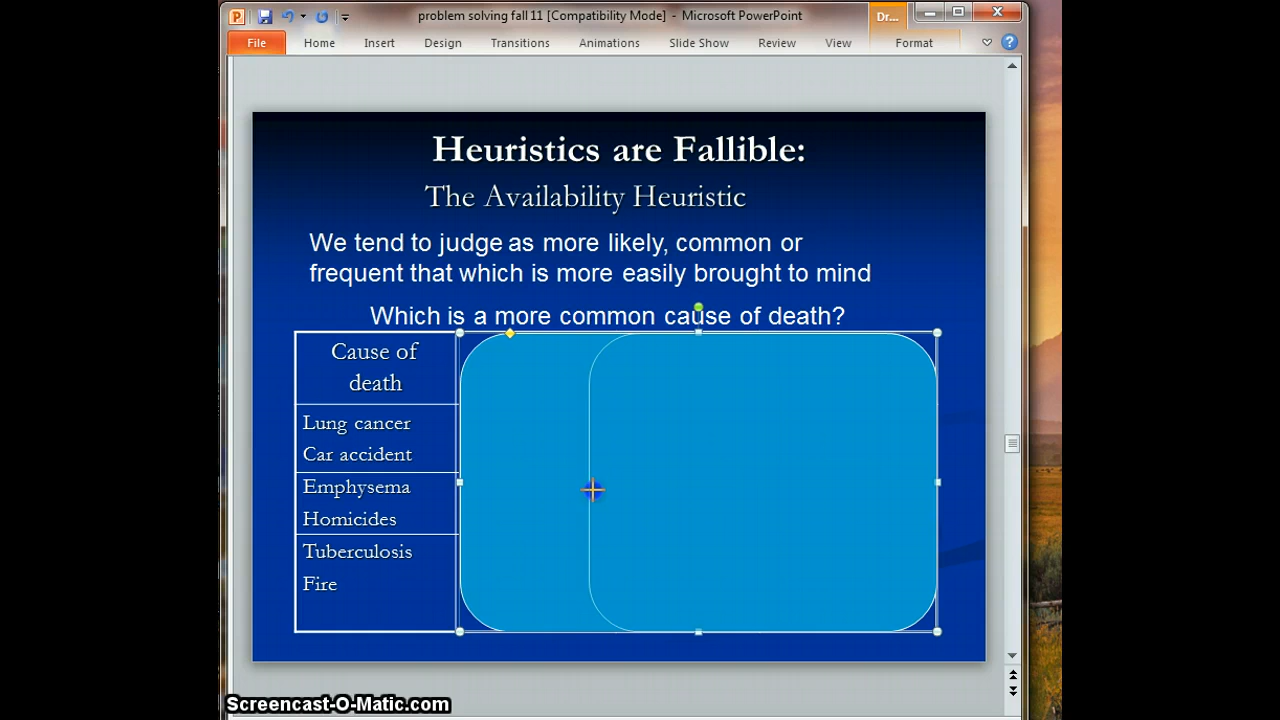 problem solving fall 11 [Compatibility Mode] - Microsoft PowerPoint
Dr...
File Home Insert Design Transitions Animations Slide Show Review View Format
Heuristics are Fallible:
The Availability Heuristic
We tend to judge as more likely, common or
frequent that which is more easily brought to mind
Which is a more common cause of death?
Cause of
death
Lung cancer
Car accident
Emphysema
Homicides
Tuberculosis
Fire
Screencast-O-Matic.com